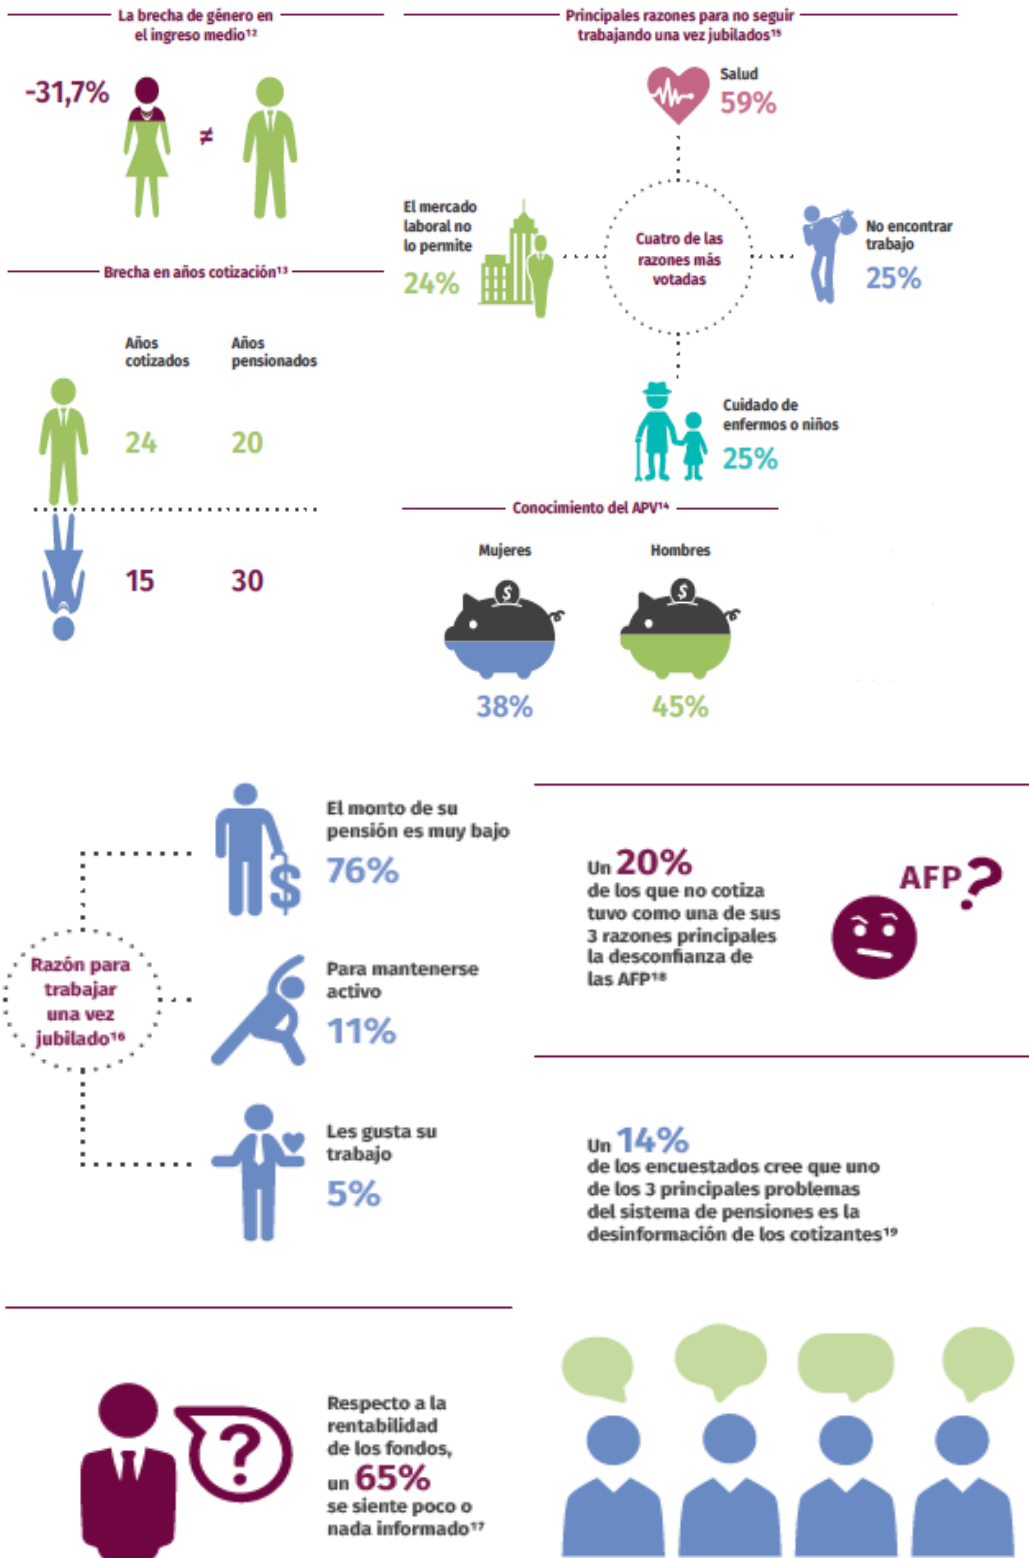 La brecha de género en
el ingreso medio¹²
-31,7%
≠
Brecha en años cotización¹³
Años
cotizados
Años
pensionados
24
20
15
30
Principales razones para no seguir
trabajando una vez jubilados¹⁵
Salud
59%
El mercado
laboral no
lo permite
24%
Cuatro de las
razones más
votadas
No encontrar
trabajo
25%
Cuidado de
enfermos o niños
25%
Conocimiento del APV¹⁴
Mujeres
Hombres
$
$
38%
45%
Razón para
trabajar
una vez
jubilado¹⁶
El monto de su
pensión es muy bajo
76%
$
Para mantenerse
activo
11%
Les gusta su
trabajo
5%
Un 20%
de los que no cotiza
tuvo como una de sus
3 razones principales
la desconfianza de
las AFP¹⁸
AFP?
Un 14%
de los encuestados cree que uno
de los 3 principales problemas
del sistema de pensiones es la
desinformación de los cotizantes¹⁹
?
Respecto a la
rentabilidad
de los fondos,
un 65%
se siente poco o
nada informado¹⁷